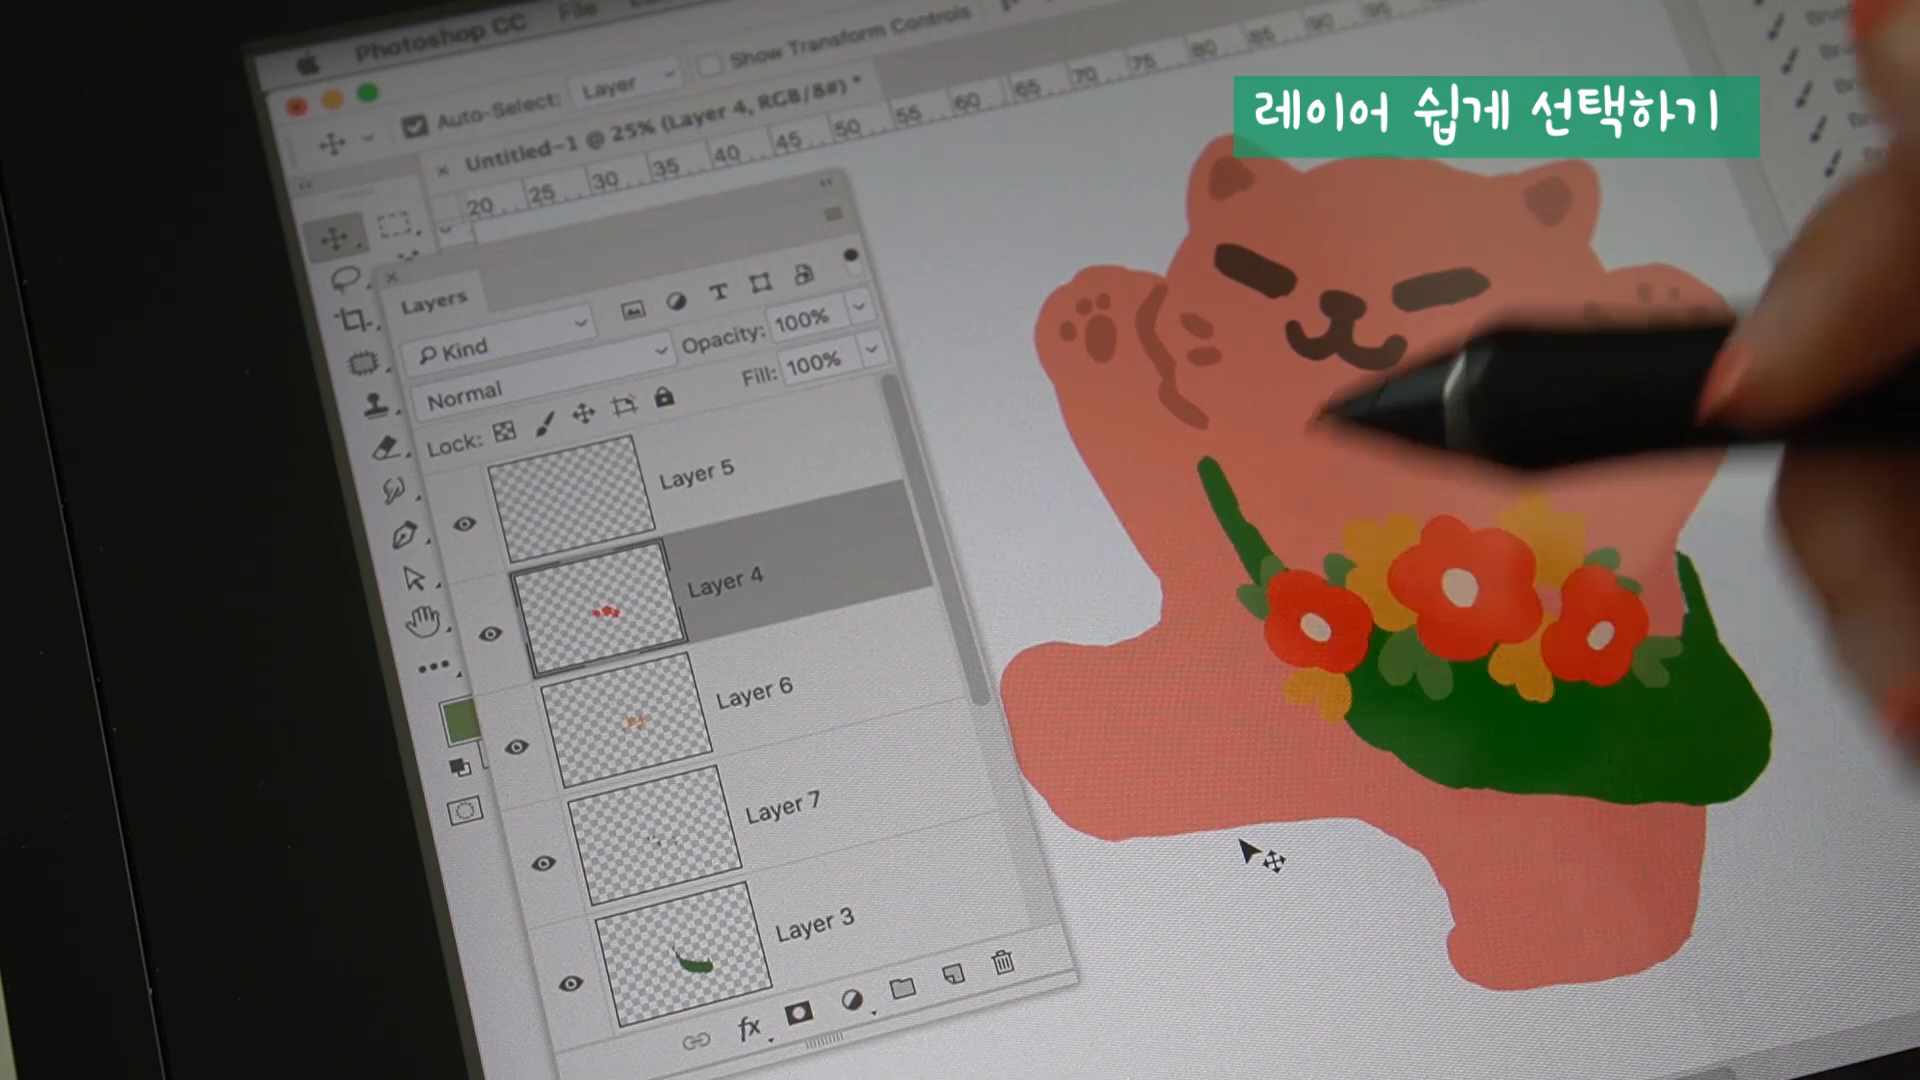 Photoshop CC File
Auto-Select: Layer Show Transform Controls
Untitled-1 @ 25% (Layer 4, RGB/8#) *
20 25 30 35 40 45 50 55 60 65 70 75 80 85 90 95
레이어 쉽게 선택하기
Layers
Kind T
Normal Opacity: 100%
Lock: Fill: 100%
Layer 5
Layer 4
Layer 6
Layer 7
Layer 3
fx